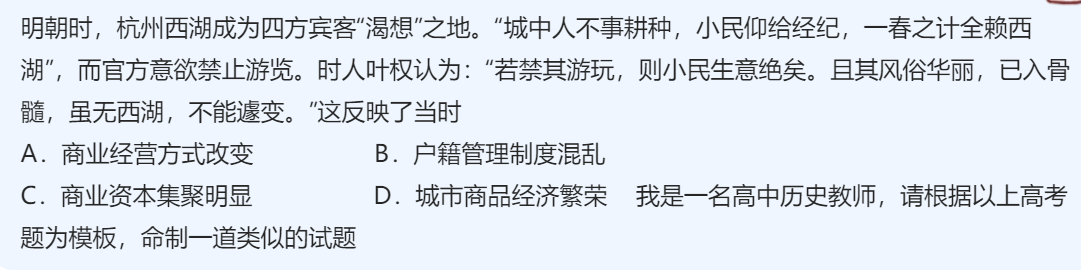 明朝时，杭州西湖成为四方宾客“渴想”之地。“城中人不事耕种，小民仰给经纪，一春之计全赖西
湖”，而官方意欲禁止游览。时人叶权认为：“若禁其游玩，则小民生意绝矣。且其风俗华丽，已入骨
髓，虽无西湖，不能遽变。”这反映了当时
A．商业经营方式改变 B．户籍管理制度混乱
C．商业资本集聚明显 D．城市商品经济繁荣 我是一名高中历史教师，请根据以上高考
题为模板，命制一道类似的试题